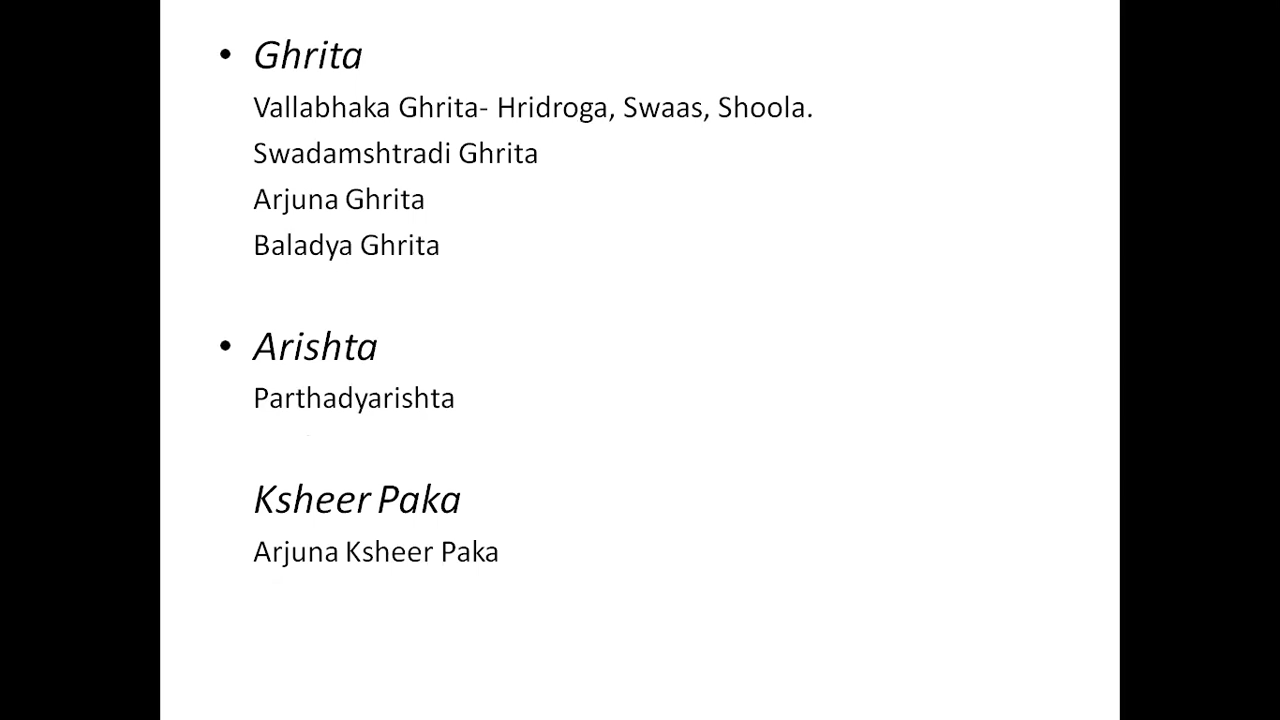 • Ghrita
Vallabhaka Ghrita- Hridroga, Swaas, Shoola.
Swadamshtradi Ghrita
Arjuna Ghrita
Baladya Ghrita
• Arishta
Parthadyarishta
Ksheer Paka
Arjuna Ksheer Paka